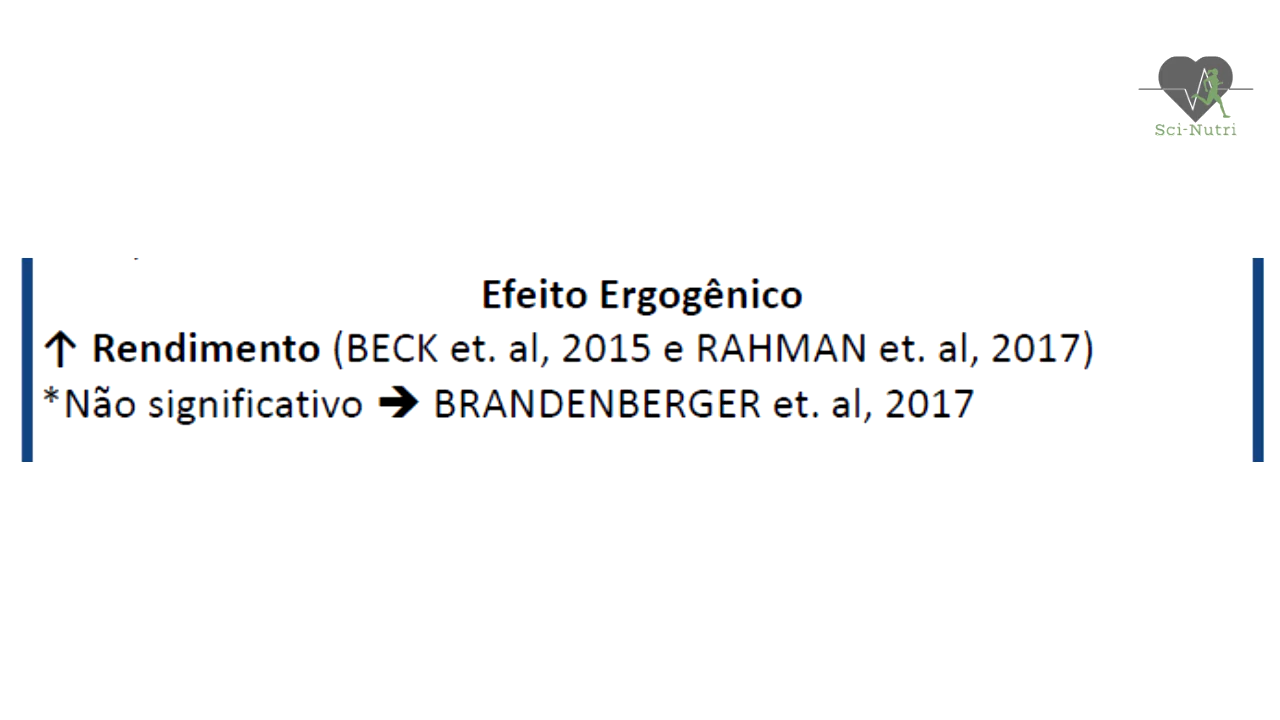 Sci-Nutri
Efeito Ergogênico
↑ Rendimento (BECK et. al, 2015 e RAHMAN et. al, 2017)
*Não significativo ➔ BRANDENBERGER et. al, 2017